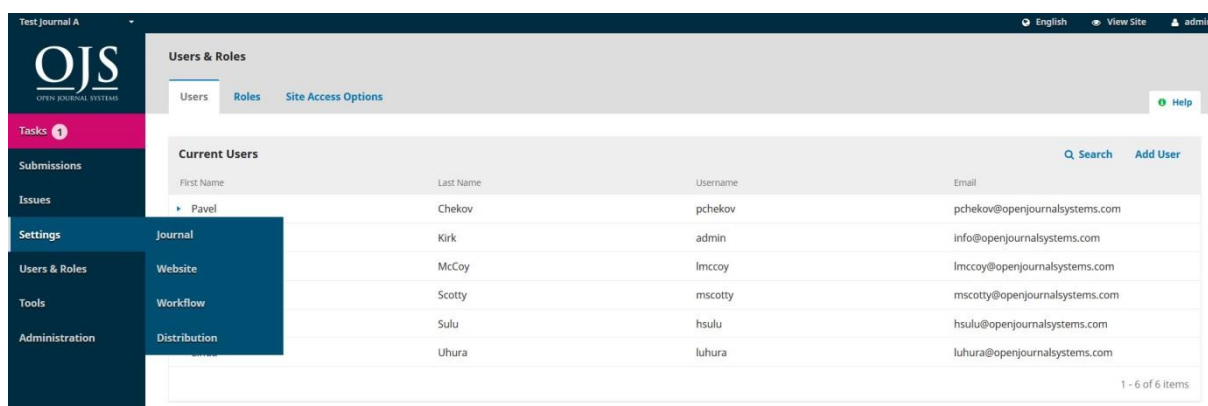 Test Journal A
English View Site admi
OJS
OPEN JOURNAL SYSTEMS
Tasks 1
Submissions
Issues
Settings
Users & Roles
Tools
Administration
Journal
Website
Workflow
Distribution
Users & Roles
Users Roles Site Access Options
Help
Current Users
Search Add User
First Name Last Name Username Email
Pavel Chekov pchekov pchekov@openjournalsystems.com
Kirk admin info@openjournalsystems.com
McCoy lmccoy lmccoy@openjournalsystems.com
Scotty mscotty mscotty@openjournalsystems.com
Sulu hsulu hsulu@openjournalsystems.com
Uhura luhura luhura@openjournalsystems.com
1 - 6 of 6 items